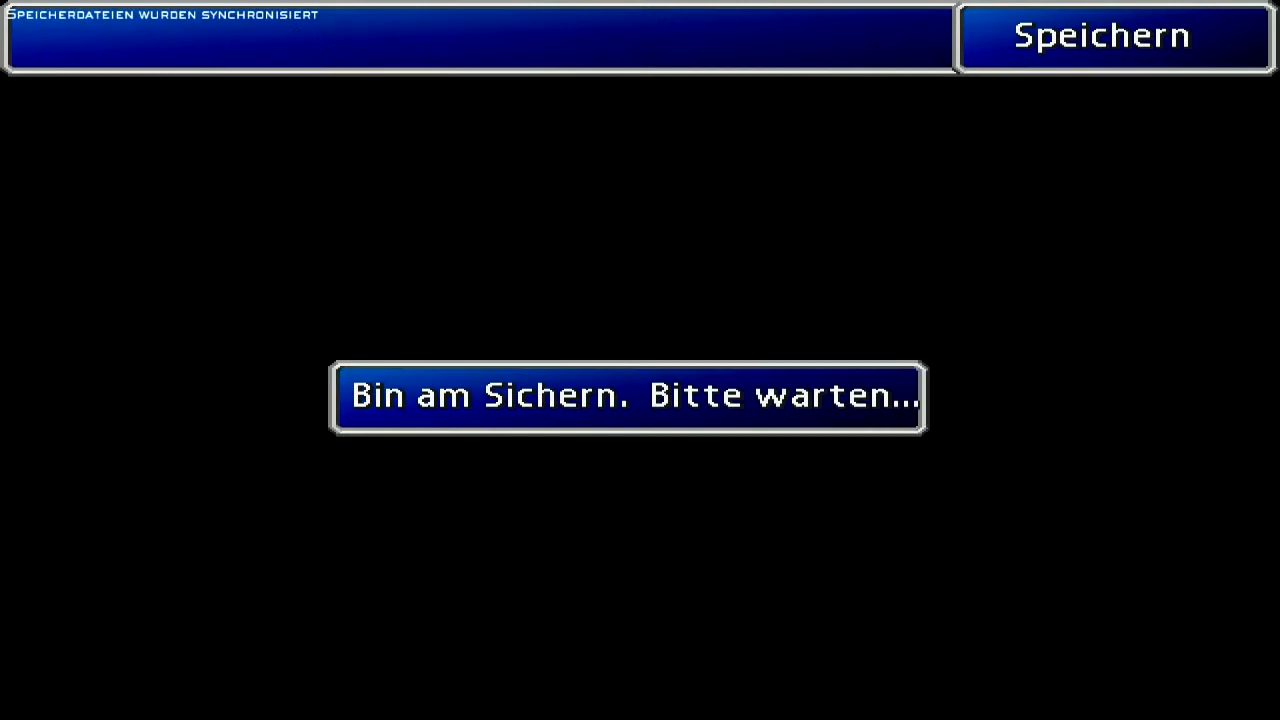 Speicherdateien wurden synchronisiert
Speichern
Bin am Sichern. Bitte warten...